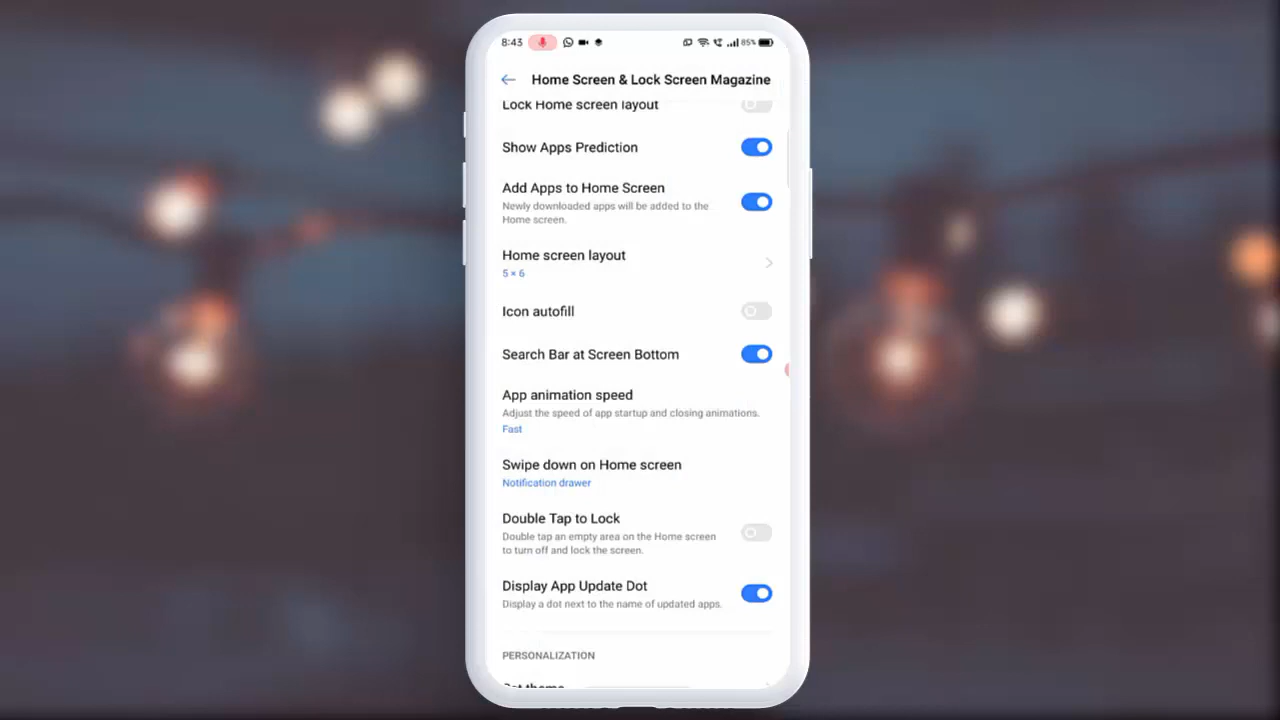 8:43 85%
Home Screen & Lock Screen Magazine
Lock Home screen layout
Show Apps Prediction
Add Apps to Home Screen
Newly downloaded apps will be added to the
Home screen.
Home screen layout
5 × 6
Icon autofill
Search Bar at Screen Bottom
App animation speed
Adjust the speed of app startup and closing animations.
Fast
Swipe down on Home screen
Notification drawer
Double Tap to Lock
Double tap an empty area on the Home screen
to turn off and lock the screen.
Display App Update Dot
Display a dot next to the name of updated apps.
PERSONALIZATION